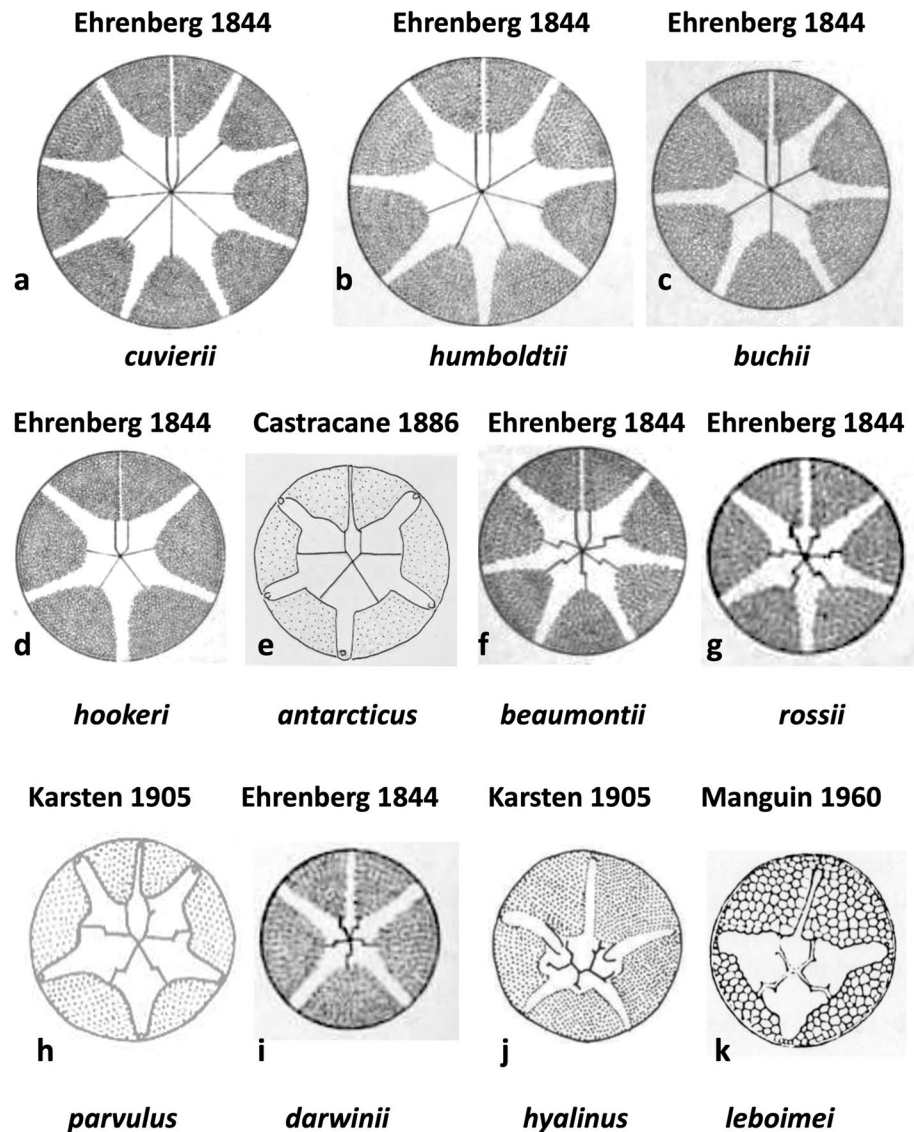 Ehrenberg 1844 Ehrenberg 1844 Ehrenberg 1844
a b c
cuvierii humboldtii buchii
Ehrenberg 1844 Castracane 1886 Ehrenberg 1844 Ehrenberg 1844
d e f g
hookeri antarcticus beaumontii rossii
Karsten 1905 Ehrenberg 1844 Karsten 1905 Manguin 1960
h i j k
parvulus darwinii hyalinus leboimei